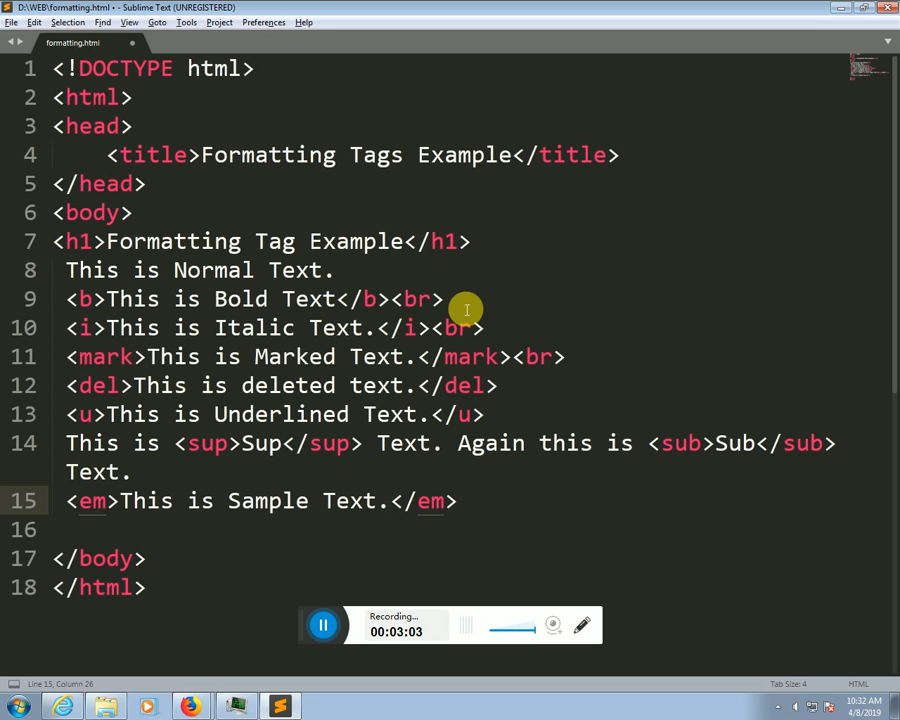 D:\WEB\formatting.html • - Sublime Text (UNREGISTERED)
File Edit Selection Find View Goto Tools Project Preferences Help
formatting.html
1 <!DOCTYPE html>
2 <html>
3 <head>
4 <title>Formatting Tags Example</title>
5 </head>
6 <body>
7 <h1>Formatting Tag Example</h1>
8 This is Normal Text.
9 <b>This is Bold Text</b><br>
10 <i>This is Italic Text.</i><br>
11 <mark>This is Marked Text.</mark><br>
12 <del>This is deleted text.</del>
13 <u>This is Underlined Text.</u>
14 This is <sup>Sup</sup> Text. Again this is <sub>Sub</sub>
Text.
15 <em>This is Sample Text.</em>
16
17 </body>
18 </html>
Recording...
00:03:03
Line 15, Column 26 Tab Size: 4 HTML
10:32 AM
4/8/2019